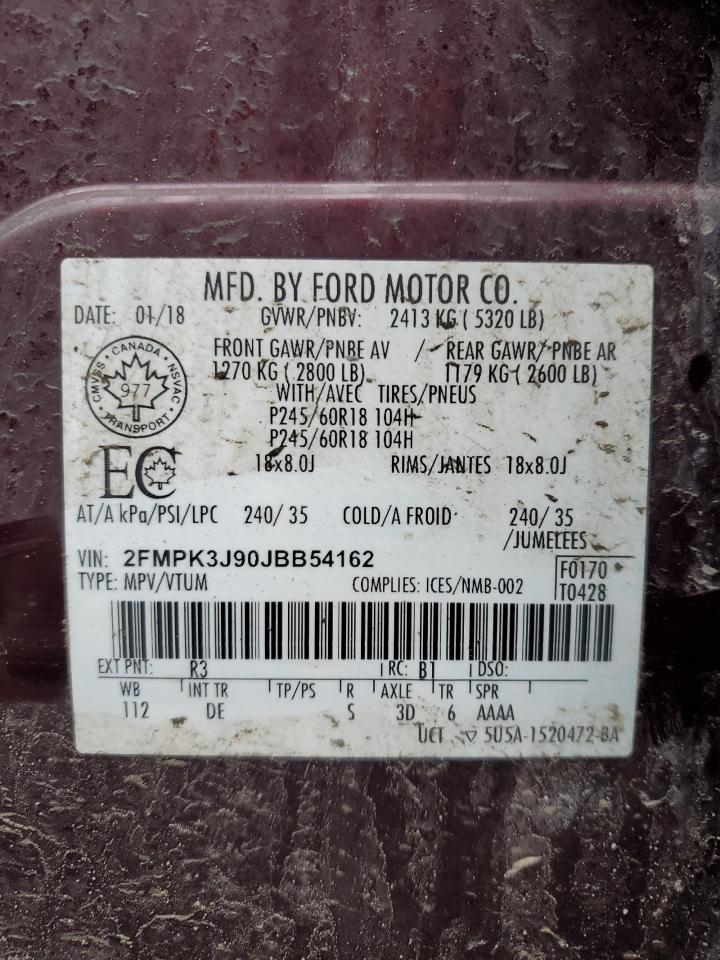 MFD. BY FORD MOTOR CO.
DATE: 01/18 GVWR/PNBV: 2413 KG ( 5320 LB)
FRONT GAWR/PNBE AV / REAR GAWR/ PNBE AR
1270 KG ( 2800 LB) 1179 KG ( 2600 LB)
WITH/AVEC TIRES/PNEUS
P245/60R18 104H
P245/60R18 104H
18x8.0J RIMS/JANTES 18x8.0J
CANADA
CMVSS 977 NSVAC
TRANSPORT
EC
AT/A kPa/PSI/LPC 240/ 35 COLD/A FROID 240/ 35
/JUMELEES
VIN: 2FMPK3J90JBB54162
F0170
TYPE: MPV/VTUM COMPLIES: ICES/NMB-002
T0428
EXT PNT: R3 RC: B1 DSO:
WB INT TR TP/PS R AXLE TR SPR
112 DE S 3D 6 AAAA
UCT ▽ 5U5A-1520472-BA